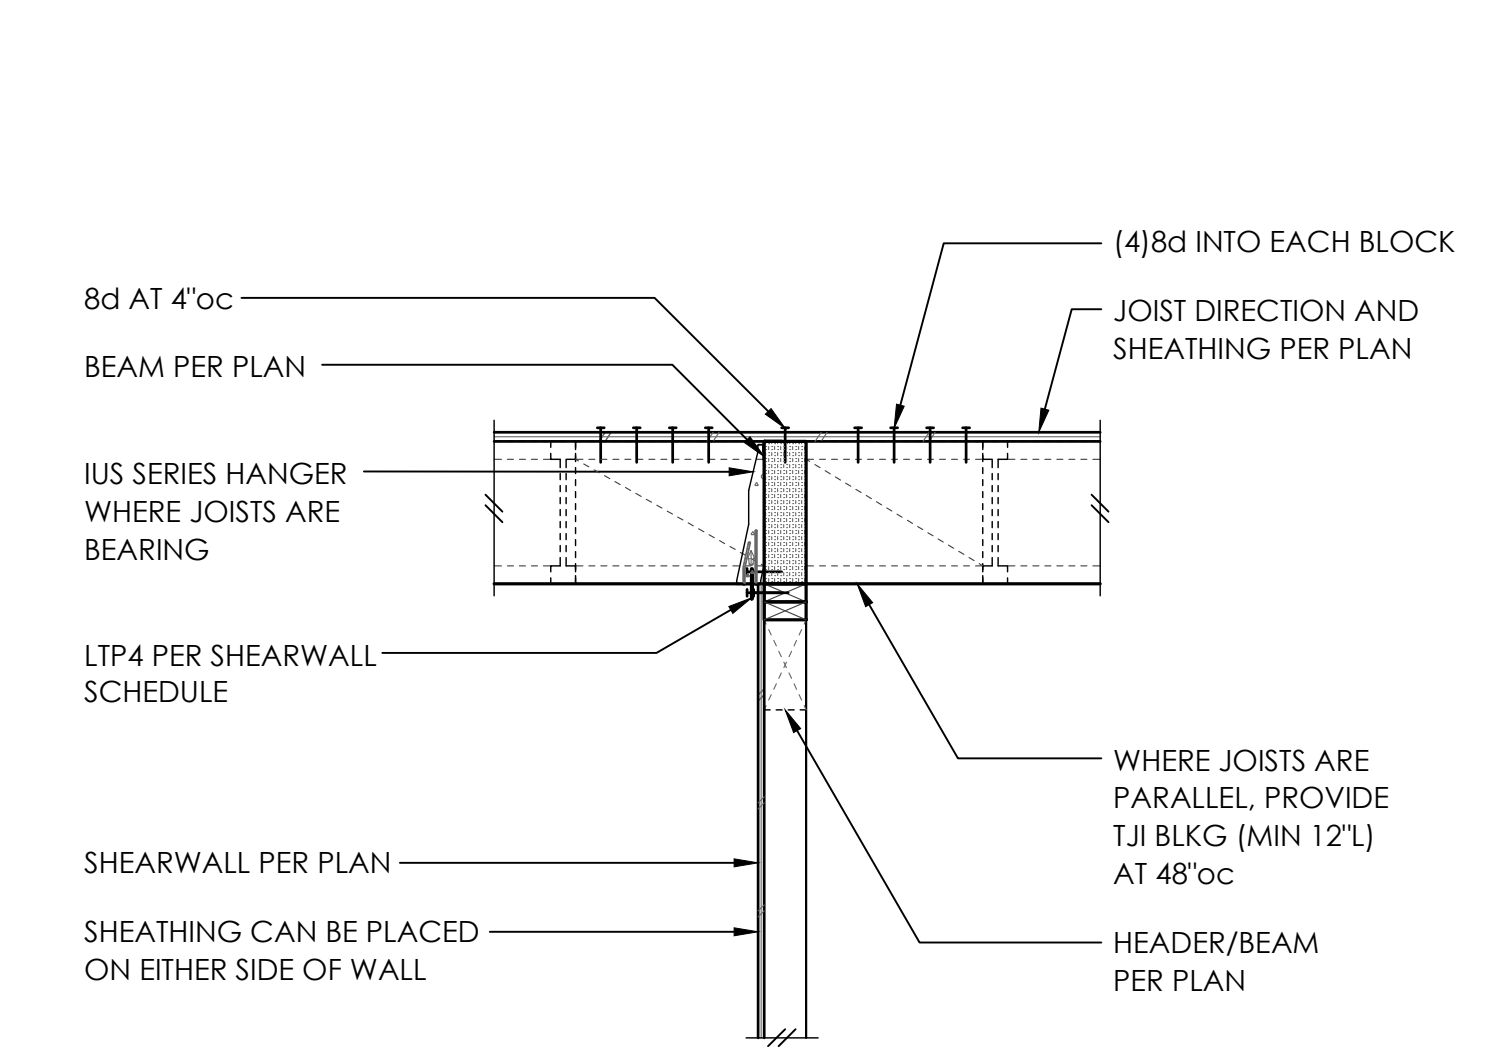 8d AT 4"oc
BEAM PER PLAN
IUS SERIES HANGER
WHERE JOISTS ARE
BEARING
LTP4 PER SHEARWALL
SCHEDULE
SHEARWALL PER PLAN
SHEATHING CAN BE PLACED
ON EITHER SIDE OF WALL
(4)8d INTO EACH BLOCK
JOIST DIRECTION AND
SHEATHING PER PLAN
WHERE JOISTS ARE
PARALLEL, PROVIDE
TJI BLKG (MIN 12"L)
AT 48"oc
HEADER/BEAM
PER PLAN